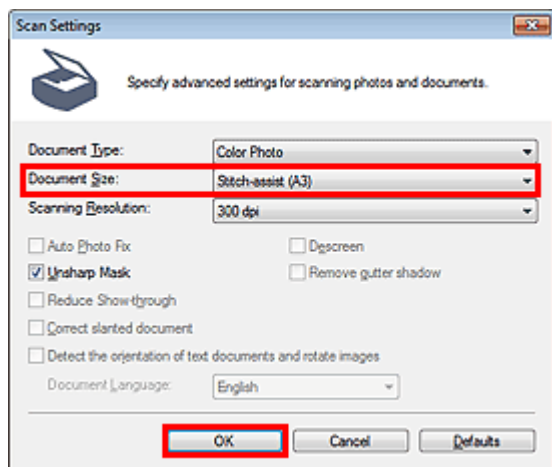 Scan Settings
Specify advanced settings for scanning photos and documents.
Document Type: Color Photo
Document Size: Stitch-assist (A3)
Scanning Resolution: 300 dpi
Auto Photo Fix Descreen
Unsharp Mask Remove gutter shadow
Reduce Show-through
Correct slanted document
Detect the orientation of text documents and rotate images
Document Language: English
OK Cancel Defaults